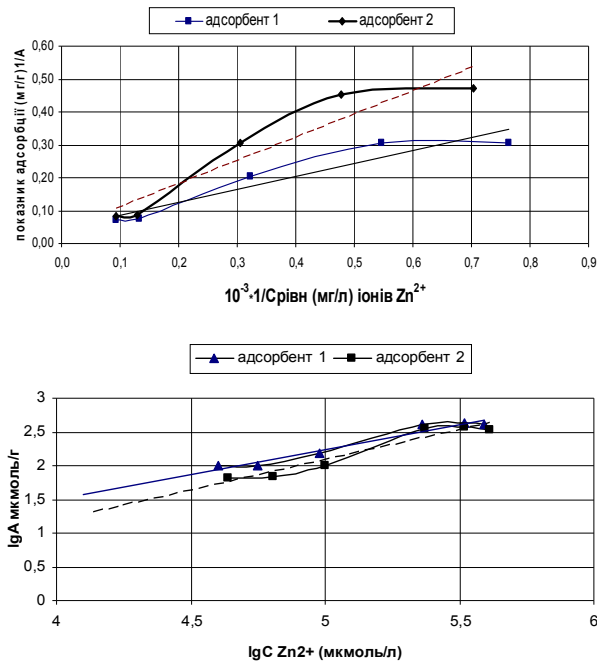 адсорбент 1 адсорбент 2
0,60
0,50
0,40
0,30
0,20
0,10
0,00
показник адсорбції (мг/г) 1/А
0,0 0,1 0,2 0,3 0,4 0,5 0,6 0,7 0,8 0,9
10⁻³*1/Срівн (мг/л) іонів Zn²⁺
адсорбент 1 адсорбент 2
3
2,5
2
1,5
1
0,5
0
lgA мкмоль/г
4 4,5 5 5,5 6
lgC Zn2+ (мкмоль/л)